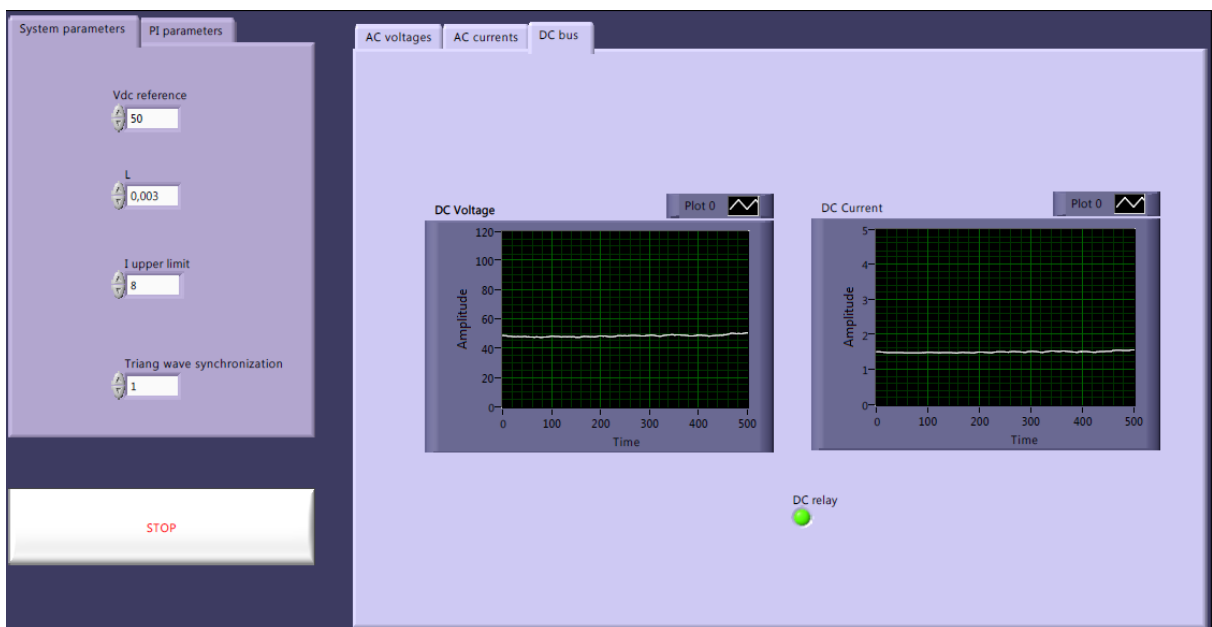 System parameters
PI parameters
Vdc reference
50
L
0,003
I upper limit
8
Triang wave synchronization
1
STOP
AC voltages
AC currents
DC bus
DC Voltage
Plot 0
120
100
80
60
40
20
0
Amplitude
0 100 200 300 400 500
Time
DC Current
Plot 0
5
4
3
2
1
0
Amplitude
0 100 200 300 400 500
Time
DC relay